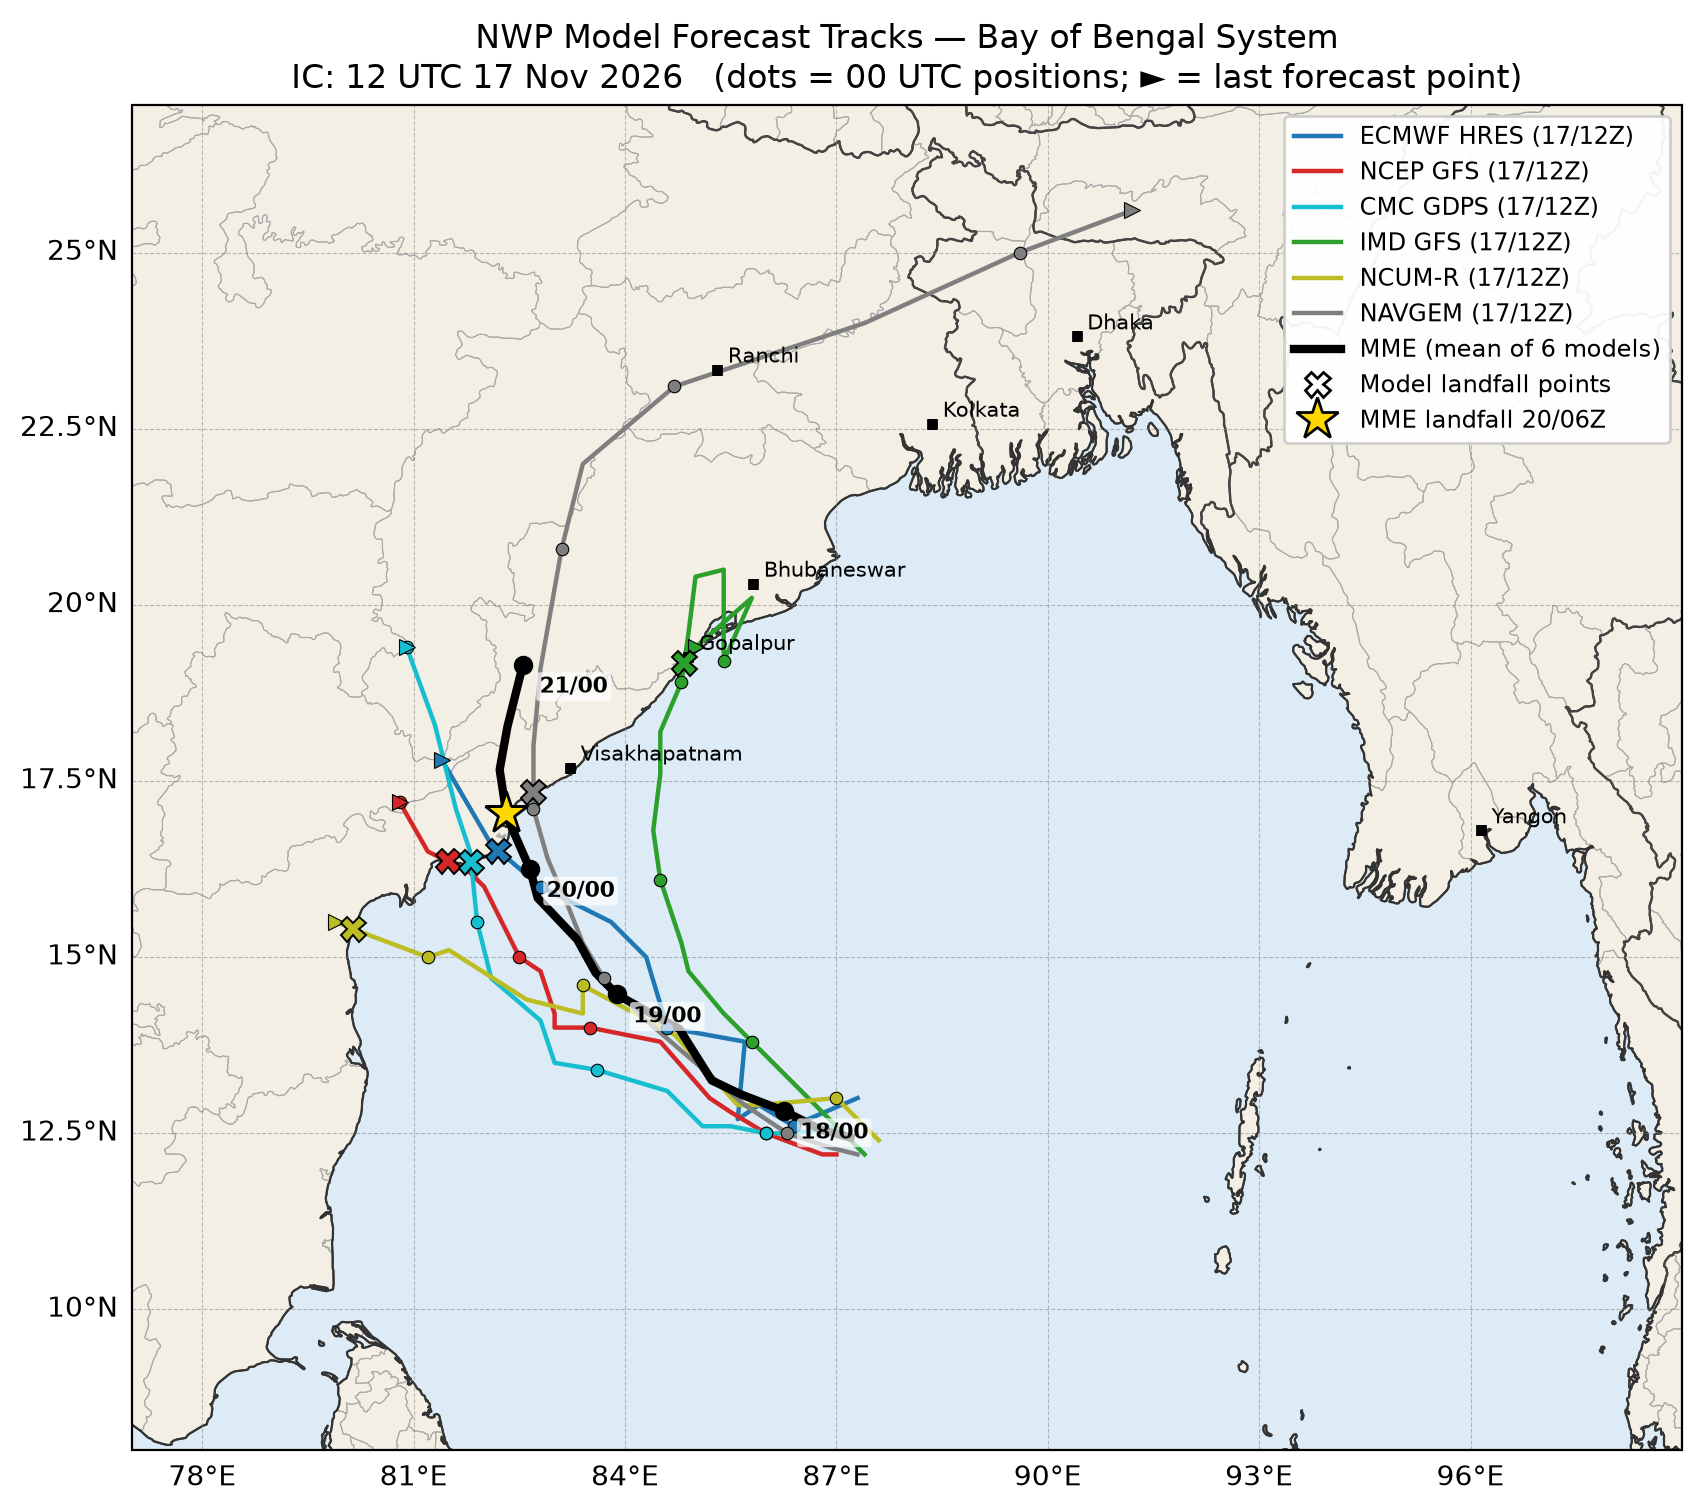 NWP Model Forecast Tracks — Bay of Bengal System
IC: 12 UTC 17 Nov 2026 (dots = 00 UTC positions; ► = last forecast point)
ECMWF HRES (17/12Z)
NCEP GFS (17/12Z)
CMC GDPS (17/12Z)
IMD GFS (17/12Z)
NCUM-R (17/12Z)
NAVGEM (17/12Z)
MME (mean of 6 models)
Model landfall points
MME landfall 20/06Z
25°N
22.5°N
20°N
17.5°N
15°N
12.5°N
10°N
Dhaka
Ranchi
Kolkata
Bhubaneswar
Gopalpur
21/00
Visakhapatnam
Yangon
20/00
19/00
18/00
78°E
81°E
84°E
87°E
90°E
93°E
96°E